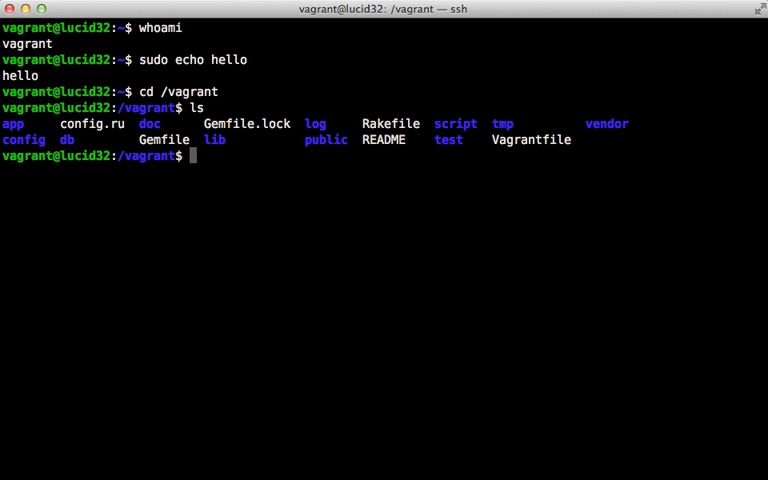 vagrant@lucid32: /vagrant — ssh
vagrant@lucid32:~$ whoami
vagrant
vagrant@lucid32:~$ sudo echo hello
hello
vagrant@lucid32:~$ cd /vagrant
vagrant@lucid32:/vagrant$ ls
app     config.ru  doc      Gemfile.lock  log     Rakefile  script  tmp          vendor
config  db         Gemfile  lib           public  README    test    Vagrantfile
vagrant@lucid32:/vagrant$